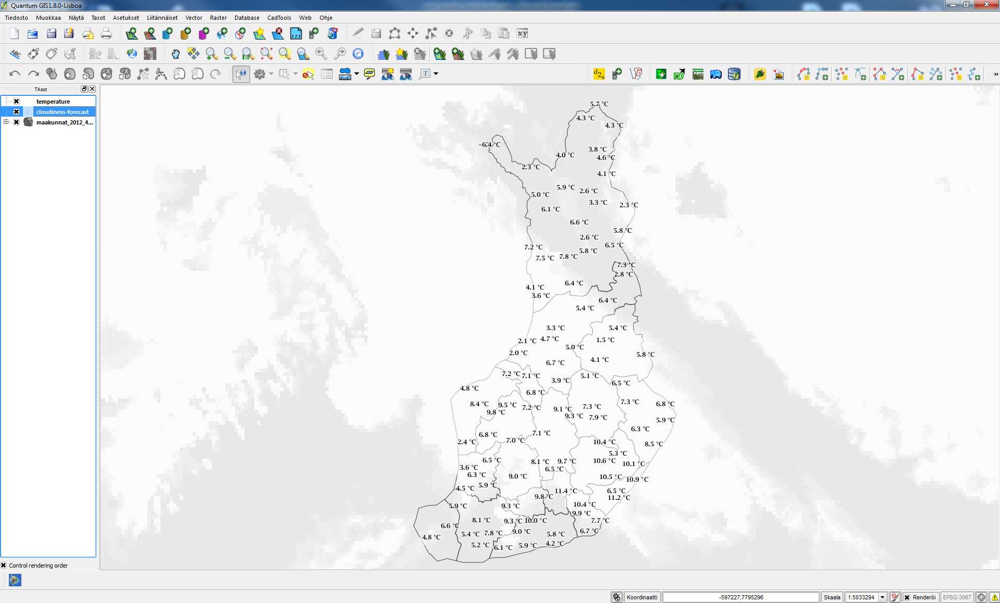 Quantum GIS1.8.0-Lisboa
Tiedosto Muokkaa Näytä Tasot Asetukset Liitännäiset Vector Raster Database CadTools Web Ohje
TAsot
temperature
cloudiness-forecast
maakunnat_2012_4...
5.7 °C
4.3 °C
4.3 °C
-6.4 °C
3.8 °C
4.0 °C
4.6 °C
2.3 °C
4.1 °C
5.9 °C
2.6 °C
5.0 °C
3.3 °C
2.3 °C
6.1 °C
6.6 °C
5.8 °C
2.6 °C
6.5 °C
7.2 °C
5.8 °C
7.5 °C
7.8 °C
7.3 °C
2.8 °C
6.4 °C
4.1 °C
3.6 °C
6.4 °C
5.4 °C
3.3 °C
5.4 °C
2.1 °C
4.7 °C
1.5 °C
5.0 °C
2.0 °C
5.8 °C
6.7 °C
4.1 °C
7.2 °C
7.1 °C
5.1 °C
3.9 °C
6.5 °C
4.8 °C
6.8 °C
8.4 °C
9.5 °C
7.2 °C
9.1 °C
7.3 °C
7.3 °C
6.8 °C
9.8 °C
9.3 °C
7.9 °C
5.9 °C
6.8 °C
7.1 °C
6.3 °C
2.4 °C
7.0 °C
10.4 °C
8.5 °C
5.3 °C
6.5 °C
8.1 °C
9.7 °C
10.6 °C
10.1 °C
3.6 °C
6.5 °C
6.3 °C
9.0 °C
10.5 °C
10.9 °C
4.5 °C
5.9 °C
11.4 °C
6.5 °C
9.8 °C
11.2 °C
5.9 °C
9.3 °C
10.4 °C
9.9 °C
8.1 °C
9.3 °C
10.0 °C
7.7 °C
6.6 °C
4.8 °C
5.4 °C
7.8 °C
9.0 °C
5.8 °C
6.7 °C
5.2 °C
6.1 °C
5.9 °C
4.2 °C
Control rendering order
Koordinaatti: -597227,7795296 Skaala 1:5033294 Renderöi EPSG:3067